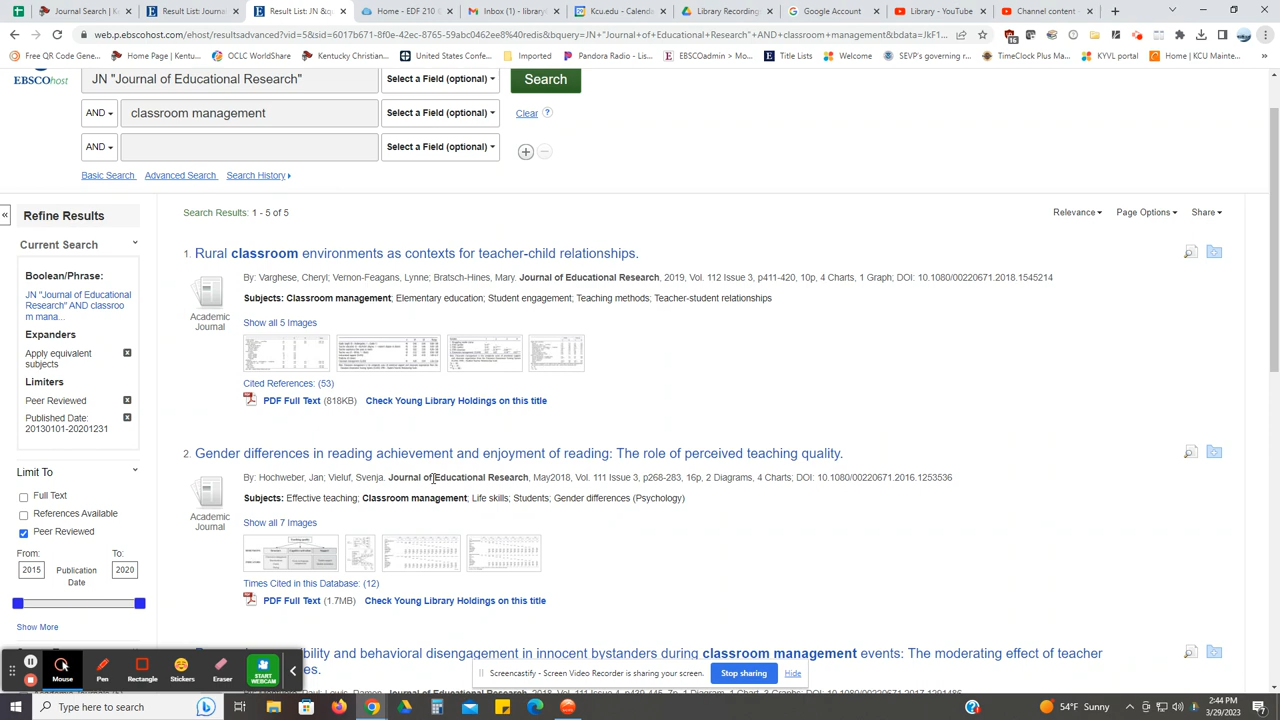 Journal Search | K
Result List: Journal
Result List: JN &q
Home - EDF 210 &
Inbox (1) - library
Kcu.edu - Calenda
Library Recording
Google Account
Library - YouTube
Channel content
web.p.ebscohost.com/ehost/resultsadvanced?vid=5&sid=6017b671-8f0e-42ec-8765-59abc0462ee8%40redis&bquery=JN+"Journal+of+Educational+Research"+AND+classroom+management&bdata=JkF1...
Free QR Code Gene...
Home Page - Kentu...
OCLC WorldShare
Kentucky Christian...
United States Confe...
Imported
Pandora Radio - Lis...
EBSCOadmin > Mo...
Title Lists
Welcome
SEVP's governing r...
TimeClock Plus Ma...
KYVL portal
Home | KCU Mainte...
EBSCOhost
JN "Journal of Educational Research"
Select a Field (optional)
Search
AND
classroom management
Select a Field (optional)
Clear
AND
Select a Field (optional)
Basic Search
Advanced Search
Search History
Refine Results
Current Search
Boolean/Phrase:
JN "Journal of Educational
Research" AND classroo
m mana...
Expanders
Apply equivalent
subjects
Limiters
Peer Reviewed
Published Date:
20130101-20201231
Limit To
Full Text
References Available
Peer Reviewed
From:
To:
2015
Publication
Date
2020
Show More
Search Results: 1 - 5 of 5
Relevance
Page Options
Share
1. Rural classroom environments as contexts for teacher-child relationships.
By: Varghese, Cheryl; Vernon-Feagans, Lynne; Bratsch-Hines, Mary. Journal of Educational Research, 2019, Vol. 112 Issue 3, p411-420, 10p, 4 Charts, 1 Graph; DOI: 10.1080/00220671.2018.1545214
Academic
Journal
Subjects: Classroom management; Elementary education; Student engagement; Teaching methods; Teacher-student relationships
Show all 5 Images
Cited References: (53)
PDF Full Text (818KB)
Check Young Library Holdings on this title
2. Gender differences in reading achievement and enjoyment of reading: The role of perceived teaching quality.
By: Hochweber, Jan; Vieluf, Svenja. Journal of Educational Research, May2018, Vol. 111 Issue 3, p268-283, 16p, 2 Diagrams, 4 Charts; DOI: 10.1080/00220671.2016.1253536
Academic
Journal
Subjects: Effective teaching; Classroom management; Life skills; Students; Gender differences (Psychology)
Show all 7 Images
Times Cited in this Database: (12)
PDF Full Text (1.7MB)
Check Young Library Holdings on this title
bility and behavioral disengagement in innocent bystanders during classroom management events: The moderating effect of teacher
Mouse
Pen
Rectangle
Stickers
Eraser
START
WEBCAM
Screencastify - Screen Video Recorder is sharing your screen.
Stop sharing
Hide
Type here to search
54°F Sunny
2:44 PM
3/29/2023